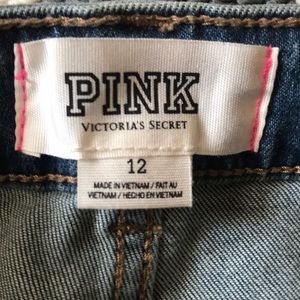 PINK
VICTORIA'S SECRET
12
MADE IN VIETNAM / FAIT AU
VIETNAM / HECHO EN VIETNAM